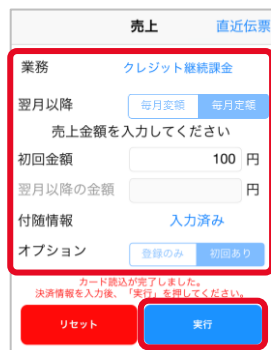 売上 直近伝票
業務 クレジット継続課金
翌月以降 毎月変額 毎月定額
売上金額を入力してください
初回金額 100 円
翌月以降の金額 円
付随情報 入力済み
オプション 登録のみ 初回あり
カード読込が完了しました。
決済情報を入力後、「実行」を押してください。
リセット 実行